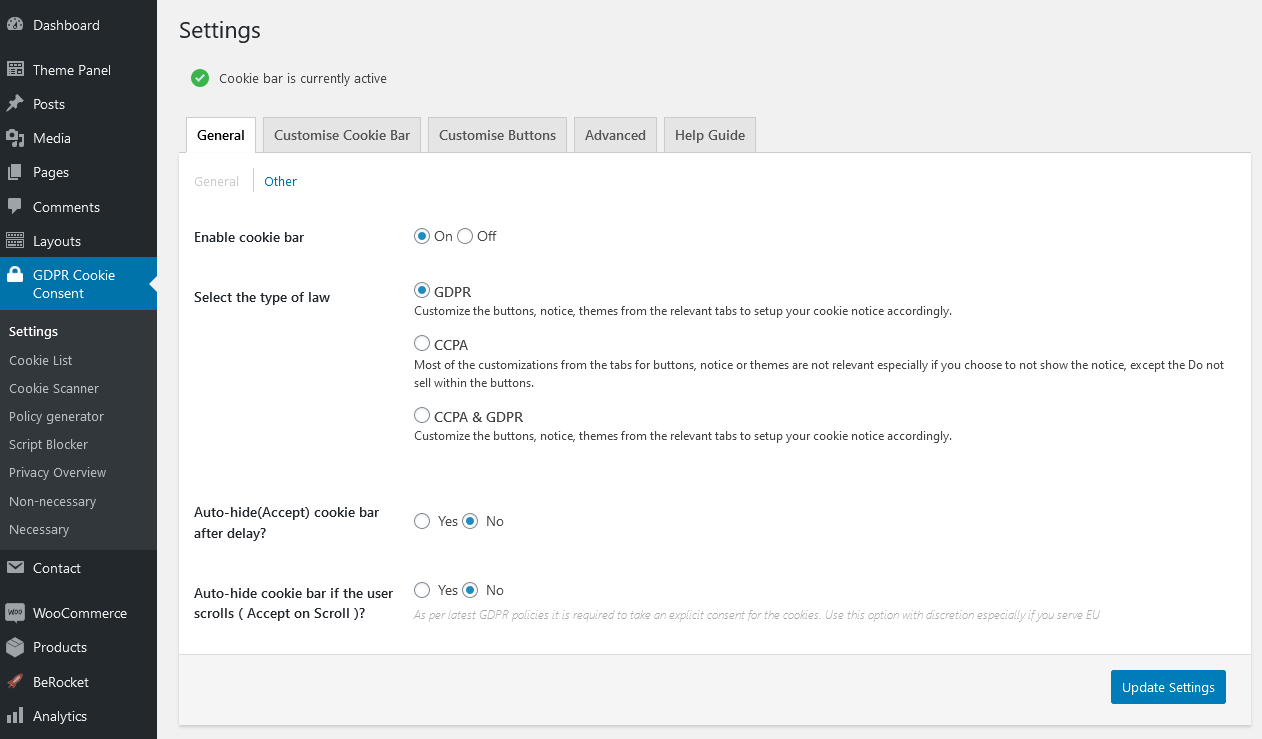 Dashboard
Theme Panel
Posts
Media
Pages
Comments
Layouts
GDPR Cookie
Consent
Settings
Cookie List
Cookie Scanner
Policy generator
Script Blocker
Privacy Overview
Non-necessary
Necessary
Contact
WOO WooCommerce
Products
BeRocket
Analytics
Settings
Cookie bar is currently active
General Customise Cookie Bar Customise Buttons Advanced Help Guide
General Other
Enable cookie bar On Off
Select the type of law GDPR
Customize the buttons, notice, themes from the relevant tabs to setup your cookie notice accordingly.
CCPA
Most of the customizations from the tabs for buttons, notice or themes are not relevant especially if you choose to not show the notice, except the Do not
sell within the buttons.
CCPA & GDPR
Customize the buttons, notice, themes from the relevant tabs to setup your cookie notice accordingly.
Auto-hide(Accept) cookie bar
after delay? Yes No
Auto-hide cookie bar if the user
scrolls ( Accept on Scroll )? Yes No
As per latest GDPR policies it is required to take an explicit consent for the cookies. Use this option with discretion especially if you serve EU
Update Settings